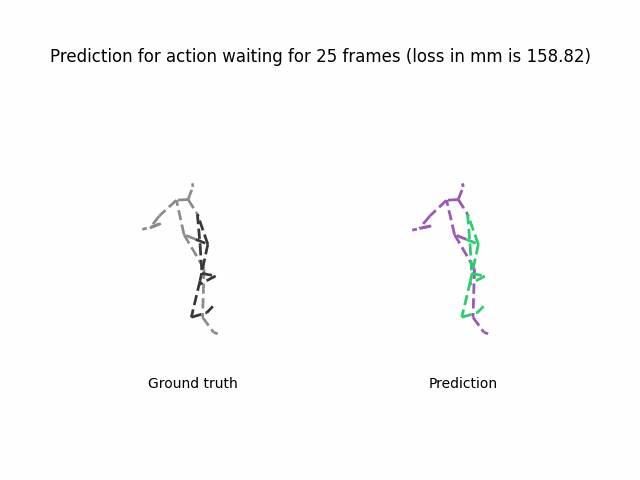 Prediction for action waiting for 25 frames (loss in mm is 158.82)
Ground truth
Prediction